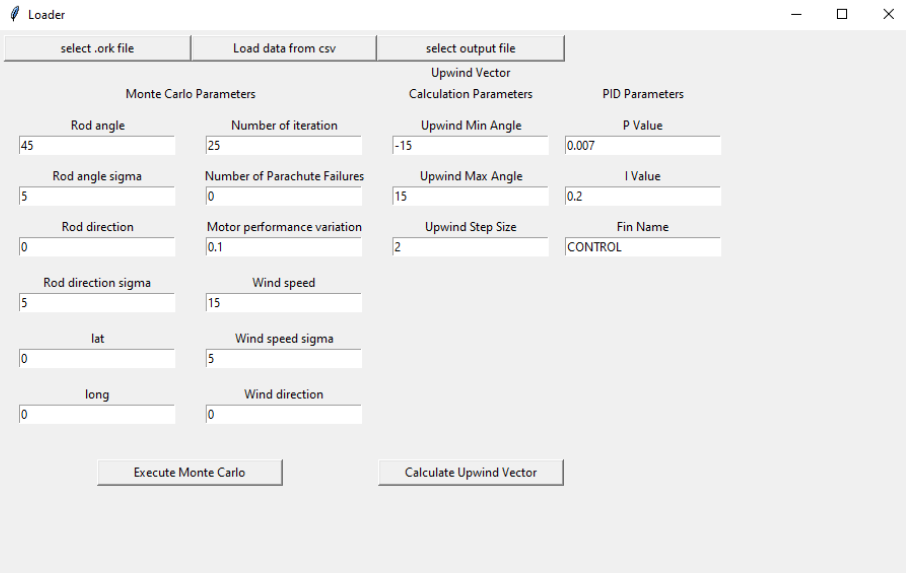 Loader
select .ork file Load data from csv select output file
Upwind Vector
Monte Carlo Parameters Calculation Parameters PID Parameters
Rod angle Number of iteration Upwind Min Angle P Value
45 25 -15 0.007
Rod angle sigma Number of Parachute Failures Upwind Max Angle I Value
5 0 15 0.2
Rod direction Motor performance variation Upwind Step Size Fin Name
0 0.1 2 CONTROL
Rod direction sigma Wind speed
5 15
lat Wind speed sigma
0 5
long Wind direction
0 0
Execute Monte Carlo Calculate Upwind Vector